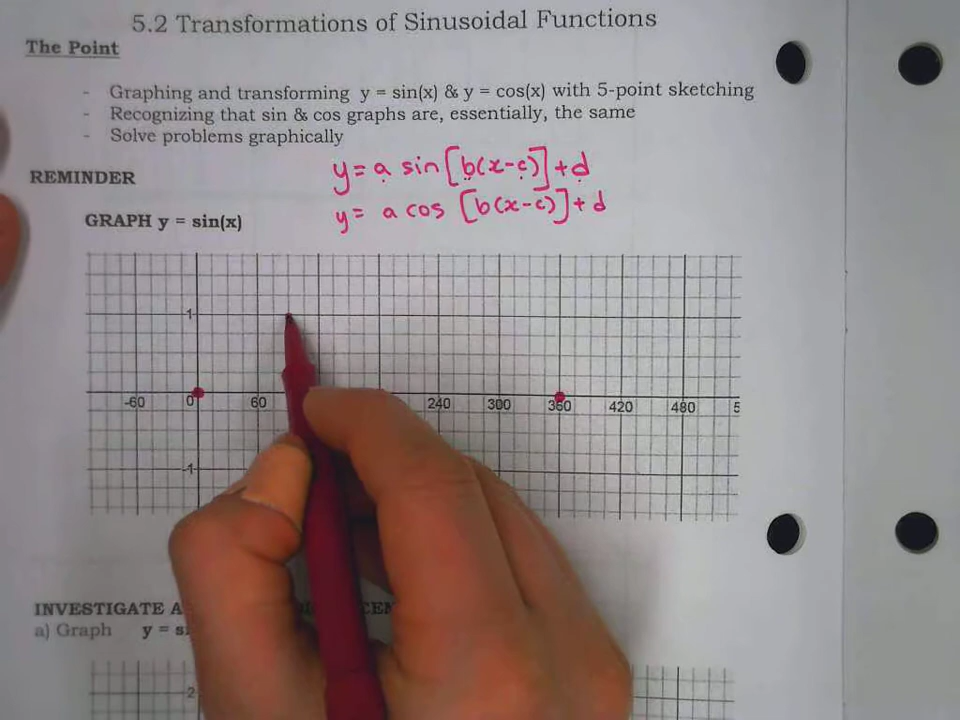 5.2 Transformations of Sinusoidal Functions
The Point
- Graphing and transforming y = sin(x) & y = cos(x) with 5-point sketching
- Recognizing that sin & cos graphs are, essentially, the same
- Solve problems graphically
y = a sin [b(x-c)] + d
REMINDER
y = a cos [b(x-c)] + d
GRAPH y = sin(x)
1
-60 0 60 240 300 360 420 480 5
-1
INVESTIGATE
a) Graph y =
2